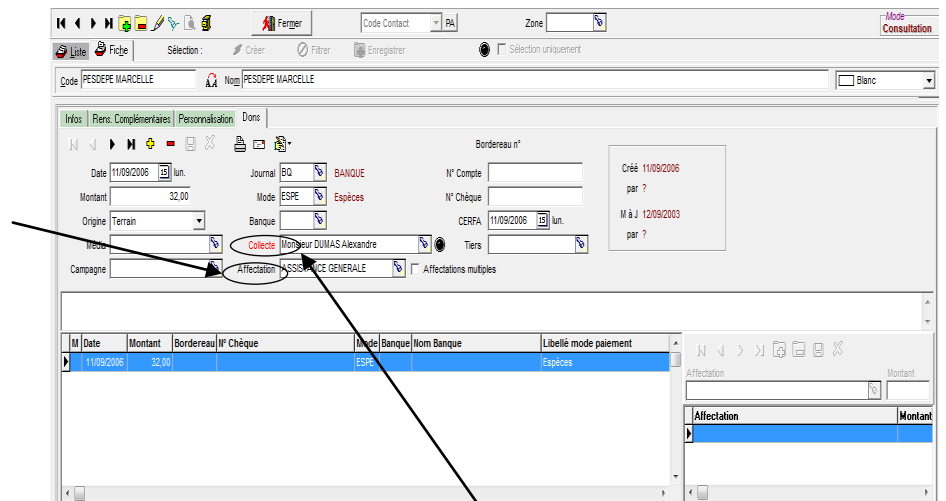 Fermer Code Contact PA Zone Mode
Consultation
Liste Fiche Sélection : Créer Filtrer Enregistrer Sélection uniquement
Code PESDEPE MARCELLE Nom PESDEPE MARCELLE Blanc
Infos Rens. Complémentaires Personnalisation Dons
Bordereau n°
Date 11/09/2006 15 lun. Journal BQ BANQUE N° Compte Créé 11/09/2006
Montant 32,00 Mode ESPE Espèces N° Chèque par ?
Origine Terrain Banque CERFA 11/09/2006 15 lun. M à J 12/09/2003
Média Collecte Monsieur DUMAS Alexandre Tiers par ?
Campagne Affectation ASSISTANCE GENERALE Affectations multiples
M Date Montant Bordereau N° Chèque Mode Banque Nom Banque Libellé mode paiement
11/09/2006 32,00 ESPE Espèces
Affectation Montant
Affectation Montant